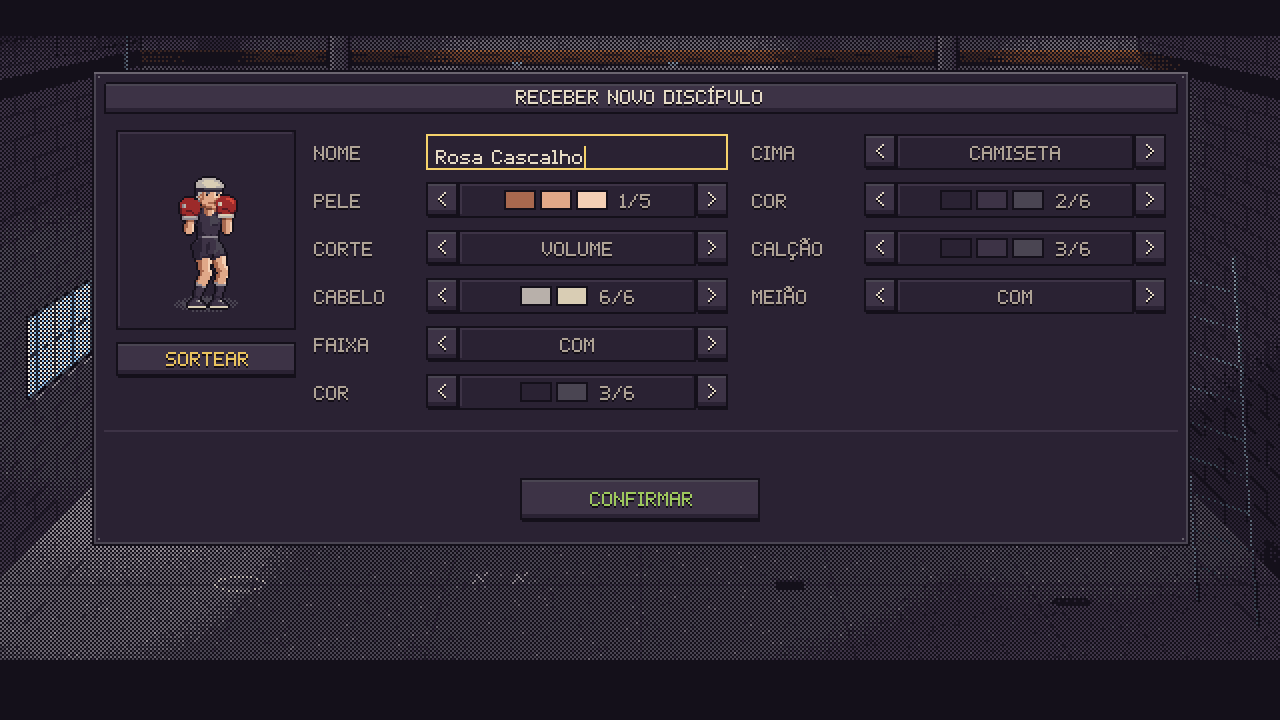 RECEBER NOVO DISCÍPULO
NOME
Rosa Cascalho
PELE
< 1/5 >
CORTE
< VOLUME >
CABELO
< 6/6 >
FAIXA
< COM >
COR
< 3/6 >
CIMA
< CAMISETA >
COR
< 2/6 >
CALÇÃO
< 3/6 >
MEIÃO
< COM >
SORTEAR
CONFIRMAR